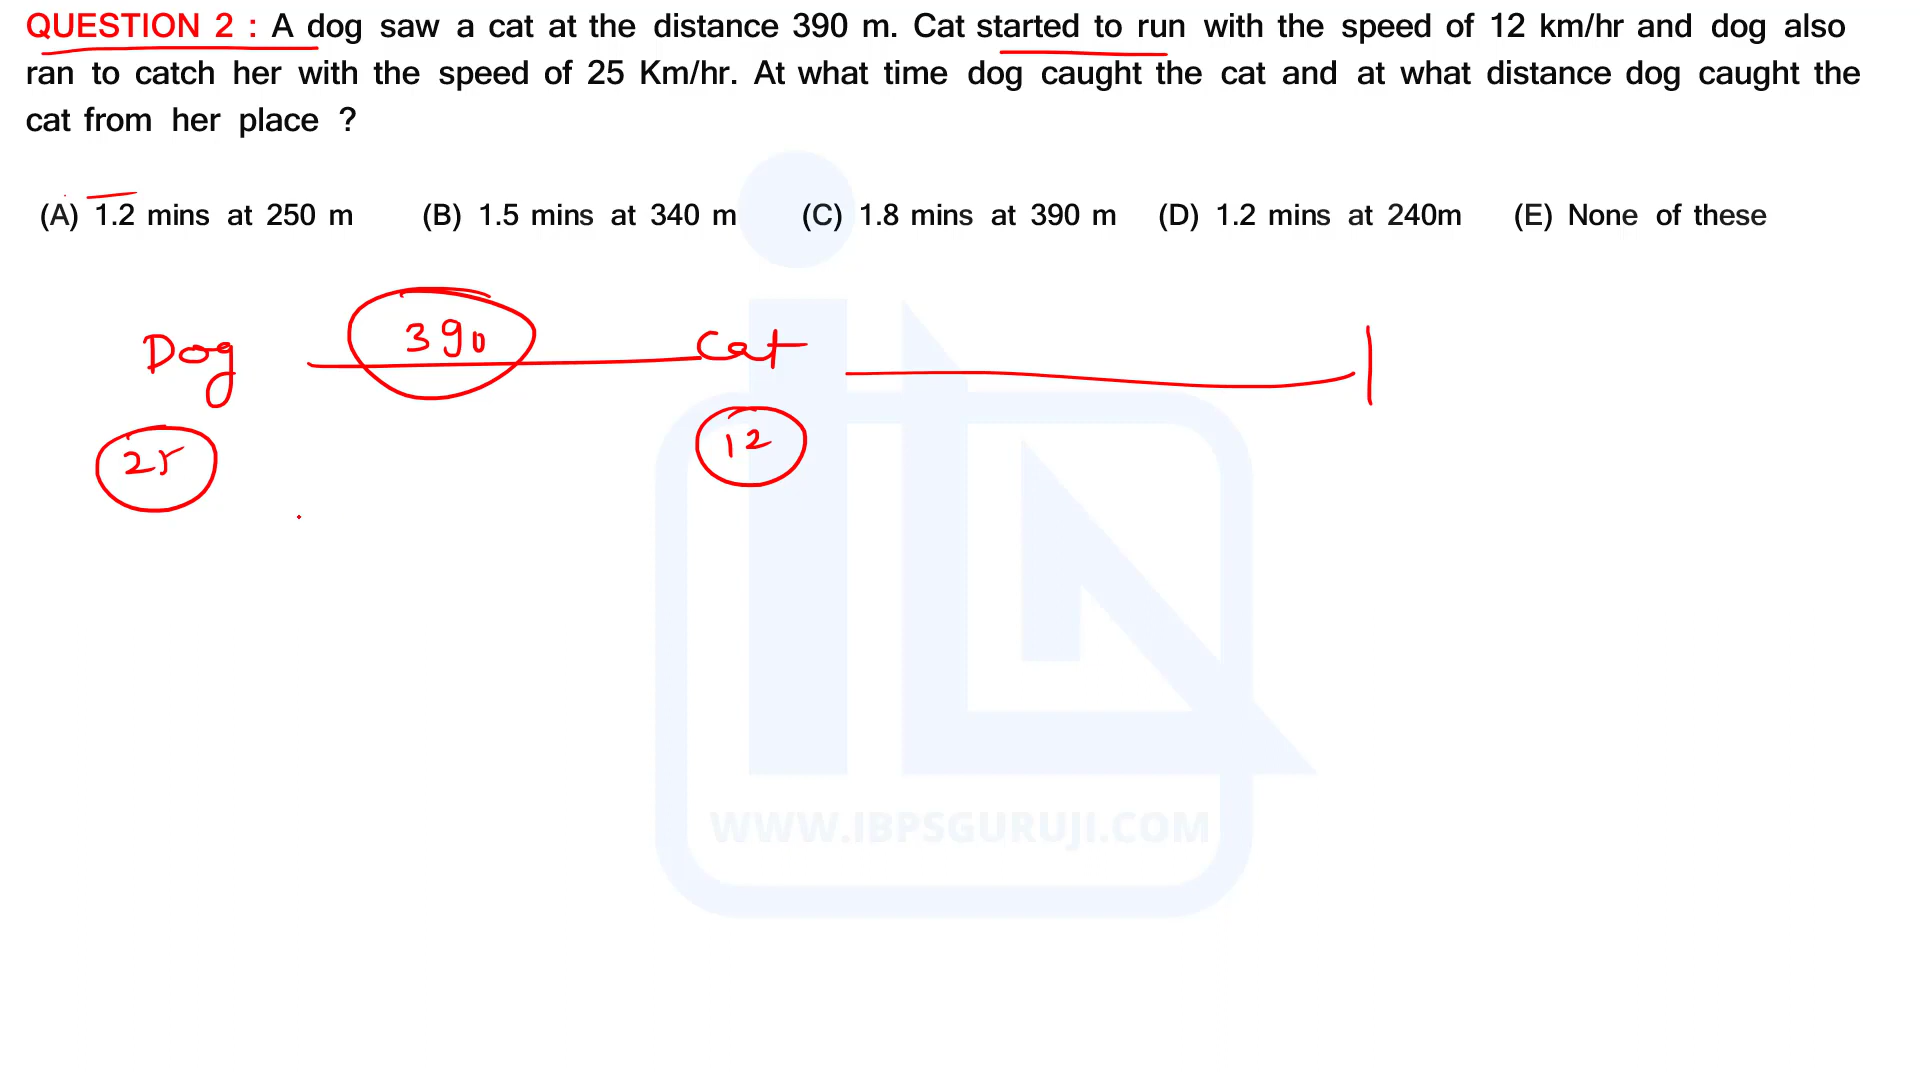 QUESTION 2 : A dog saw a cat at the distance 390 m. Cat started to run with the speed of 12 km/hr and dog also
ran to catch her with the speed of 25 Km/hr. At what time dog caught the cat and at what distance dog caught the
cat from her place ?
(A) 1.2 mins at 250 m (B) 1.5 mins at 340 m (C) 1.8 mins at 390 m (D) 1.2 mins at 240m (E) None of these
Dog 390 Cat
25 12
WWW.IBPSGURUJI.COM